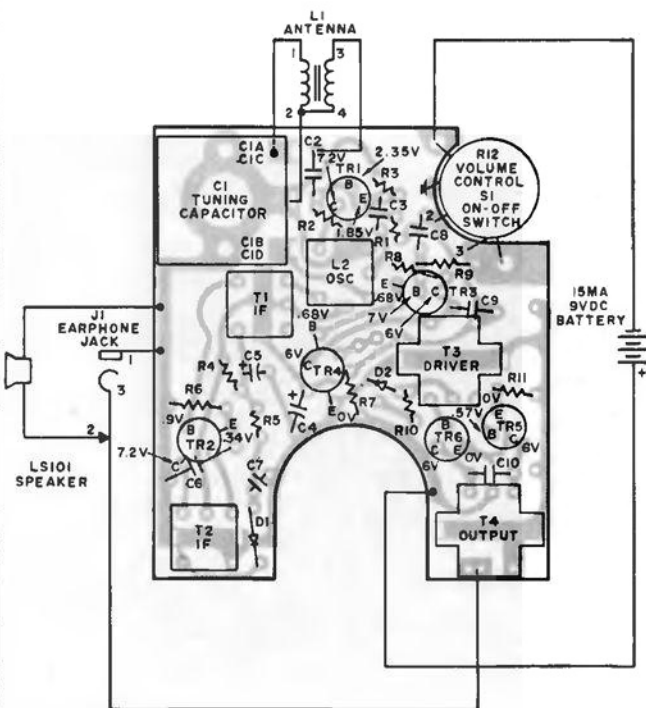 L1
ANTENNA
1
3
2
4
C1A
C1C
C1
TUNING
CAPACITOR
C1B
C1D
C2
7.2V
TR1
2.35V
B
C
E
R3
C3
R2
1.85V
R1
2
C8
R12
VOLUME
CONTROL
S1
ON-OFF
SWITCH
3
L2
OSC
R8
R9
E
.68V
B
C
TR3
7V
6V
C9
T1
IF
.68V
B
6V
C
TR4
E
0V
R7
D2
R10
T3
DRIVER
0V
R11
.57V
B
E
TR5
C
6V
B
TR6
C
E
0V
6V
C10
T4
OUTPUT
15MA
9VDC
BATTERY
+
J1
EARPHONE
JACK
1
3
2
LS101
SPEAKER
R4
+
C5
R6
.9V
B
E
.34V
TR2
7.2V
C
C6
R5
+
C4
C7
T2
IF
D1